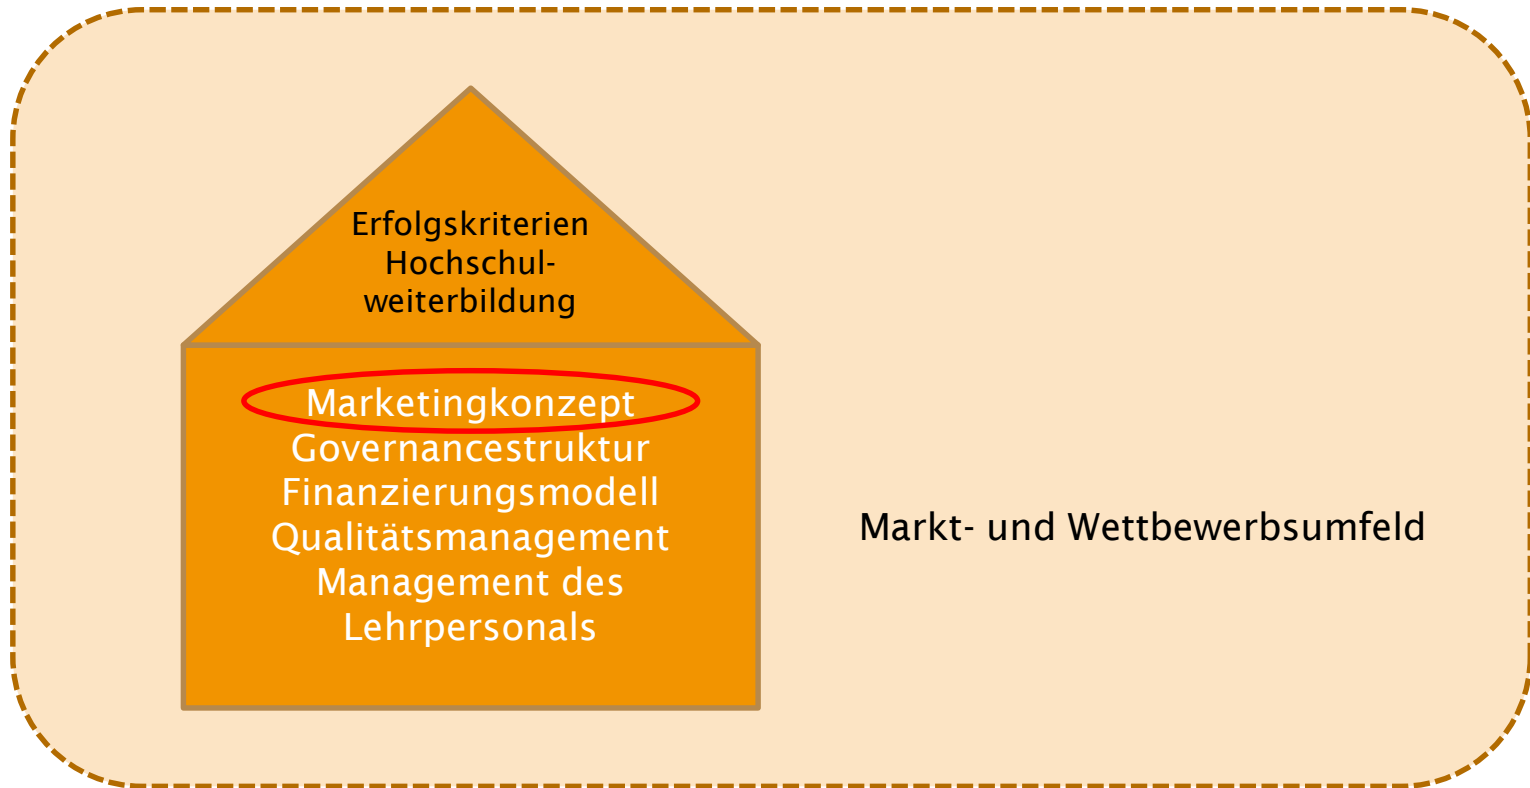 Erfolgskriterien
Hochschul-
weiterbildung
Marketingkonzept
Governancestruktur
Finanzierungsmodell
Qualitätsmanagement
Management des
Lehrpersonals
Markt- und Wettbewerbsumfeld